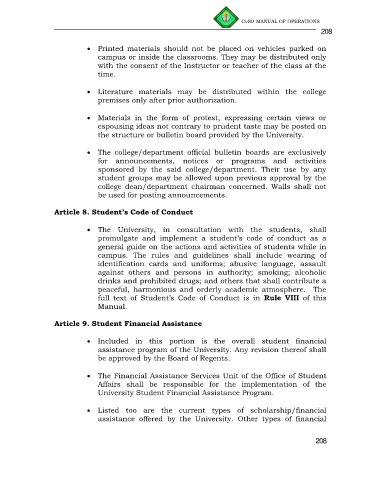 CvSU MANUAL OF OPERATIONS
208
• Printed materials should not be placed on vehicles parked on
campus or inside the classrooms. They may be distributed only
with the consent of the Instructor or teacher of the class at the
time.
• Literature materials may be distributed within the college
premises only after prior authorization.
• Materials in the form of protest, expressing certain views or
espousing ideas not contrary to prudent taste may be posted on
the structure or bulletin board provided by the University.
• The college/department official bulletin boards are exclusively
for announcements, notices or programs and activities
sponsored by the said college/department. Their use by any
student groups may be allowed upon previous approval by the
college dean/department chairman concerned. Walls shall not
be used for posting announcements.
Article 8. Student's Code of Conduct
• The University, in consultation with the students, shall
promulgate and implement a student's code of conduct as a
general guide on the actions and activities of students while in
campus. The rules and guidelines shall include wearing of
identification cards and uniforms; abusive language, assault
against others and persons in authority; smoking; alcoholic
drinks and prohibited drugs; and others that shall contribute a
peaceful, harmonious and orderly academic atmosphere. The
full text of Student's Code of Conduct is in Rule VIII of this
Manual.
Article 9. Student Financial Assistance
• Included in this portion is the overall student financial
assistance program of the University. Any revision thereof shall
be approved by the Board of Regents.
• The Financial Assistance Services Unit of the Office of Student
Affairs shall be responsible for the implementation of the
University Student Financial Assistance Program.
• Listed too are the current types of scholarship/financial
assistance offered by the University. Other types of financial
208